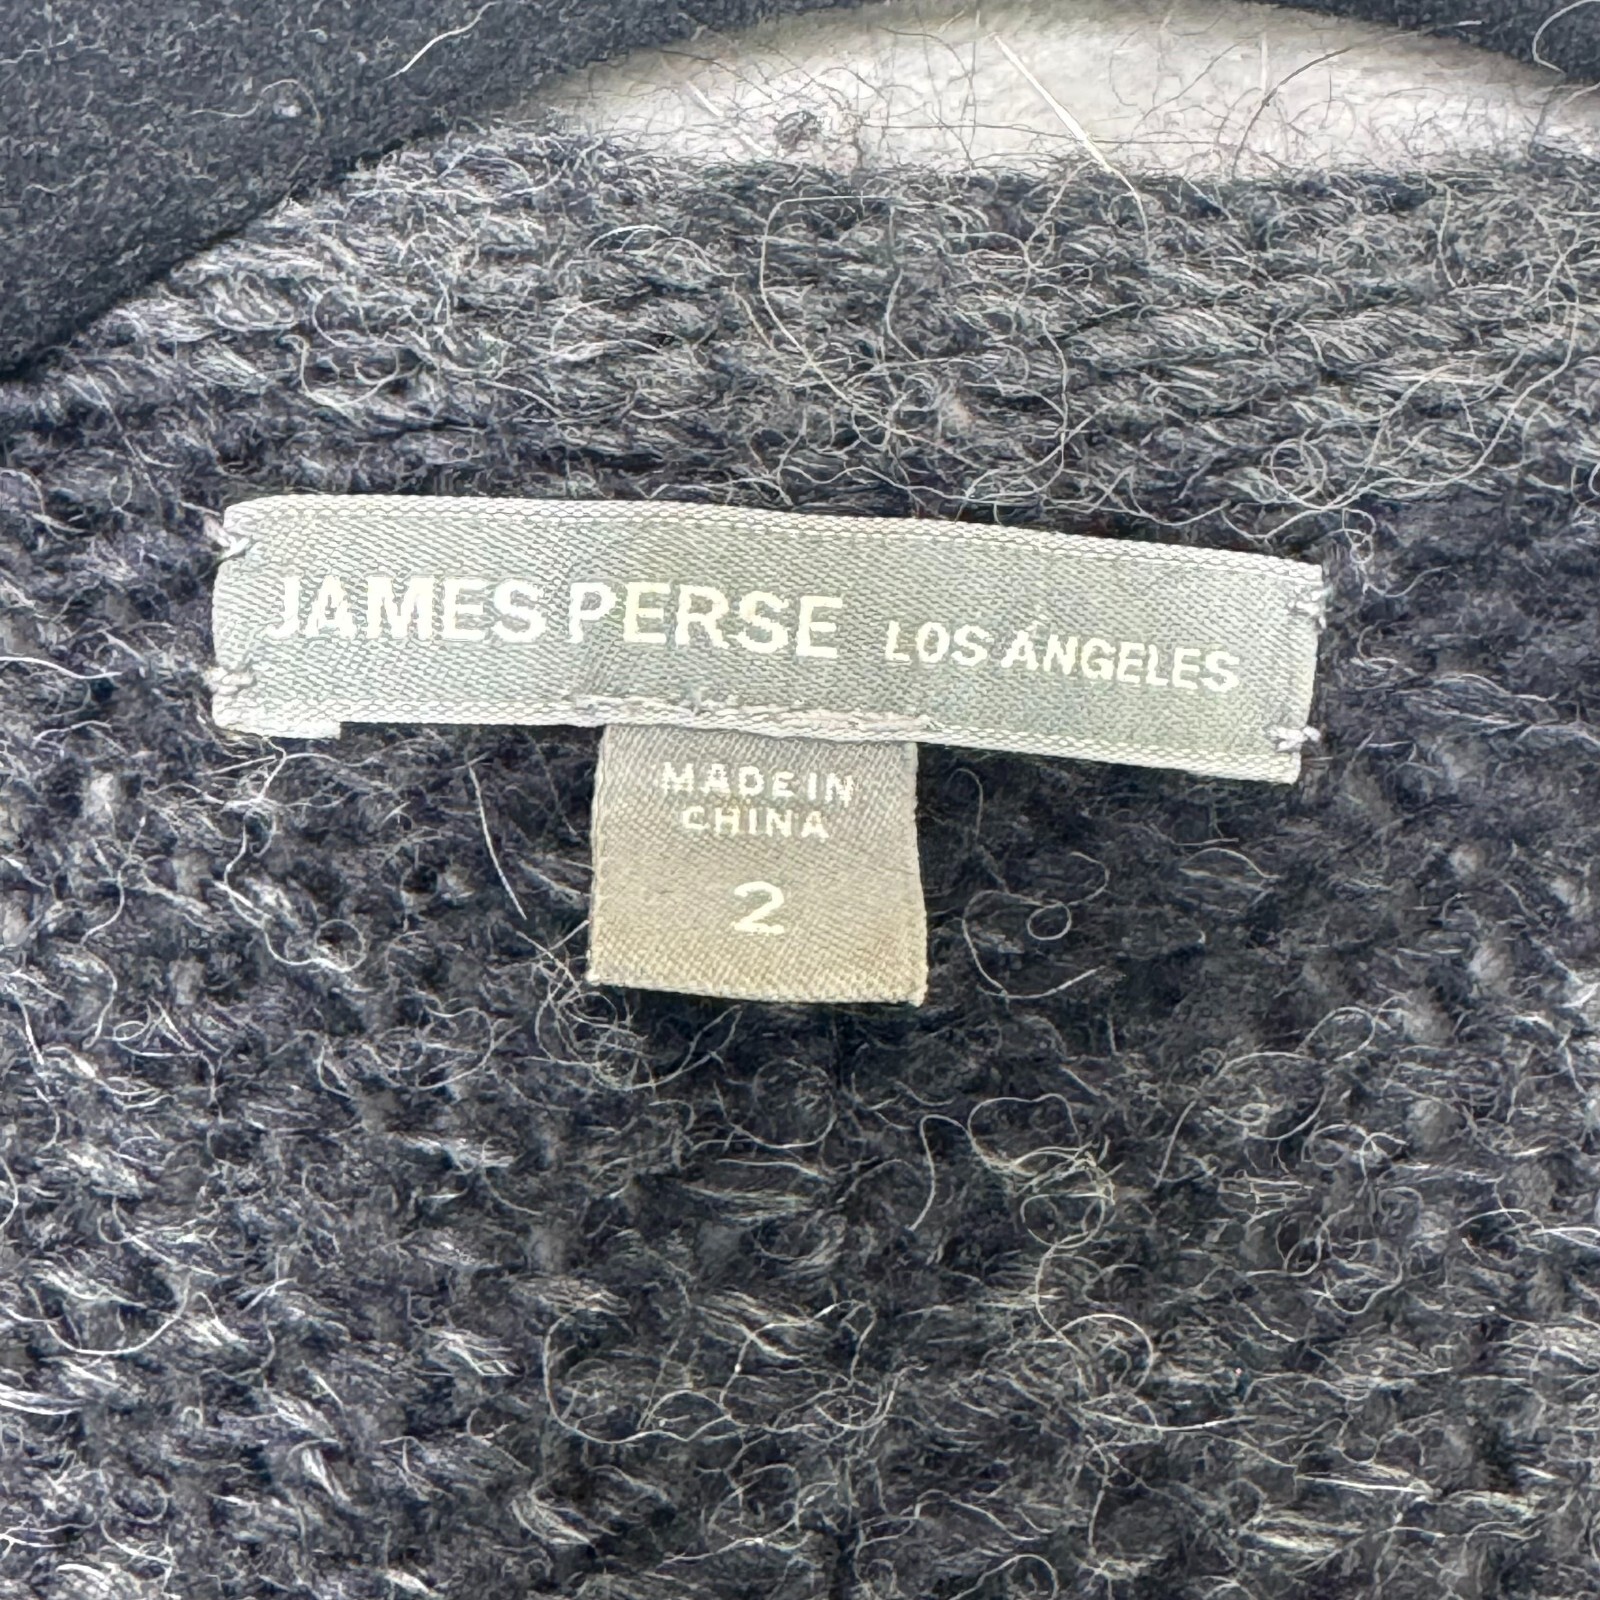 JAMES PERSE LOS ANGELES
MADE IN
CHINA
2